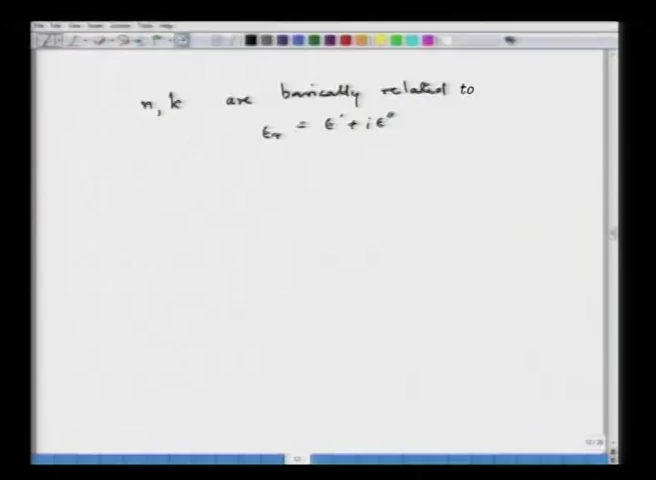 n, k are basically related to
ϵᵣ = ϵ' + iϵ"